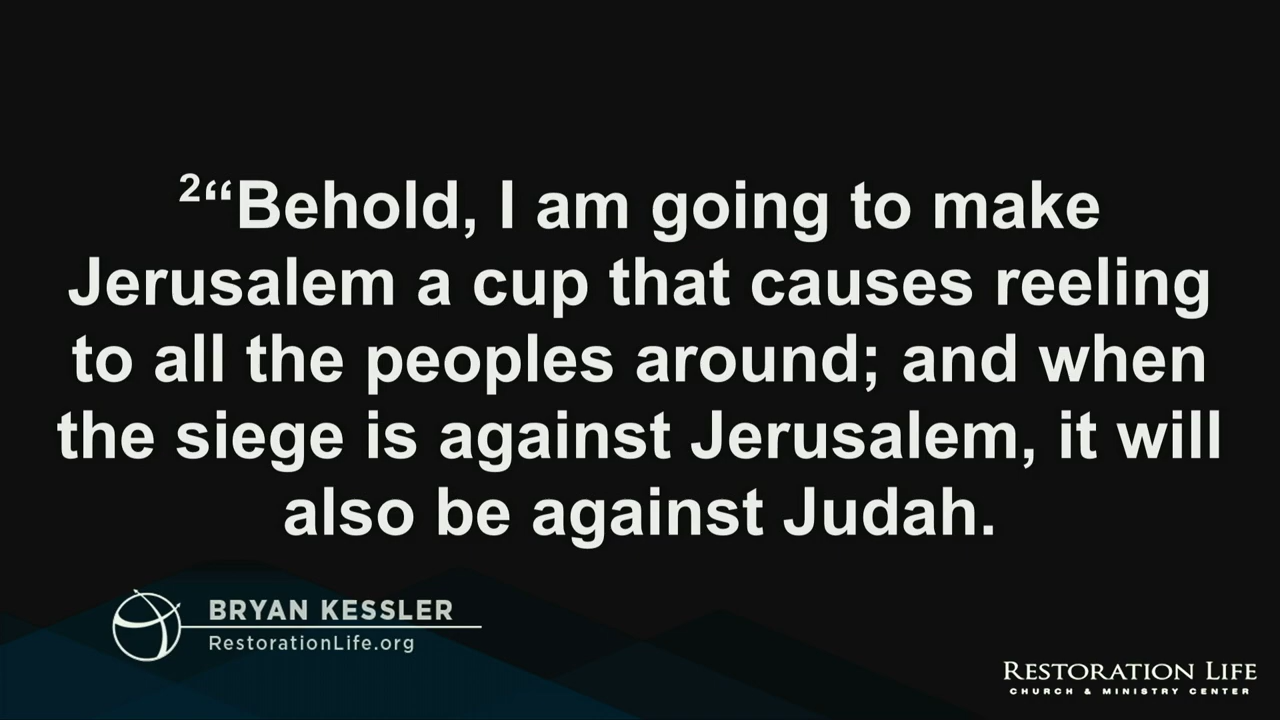 ²“Behold, I am going to make
Jerusalem a cup that causes reeling
to all the peoples around; and when
the siege is against Jerusalem, it will
also be against Judah.
BRYAN KESSLER
RestorationLife.org
RESTORATION LIFE
CHURCH & MINISTRY CENTER